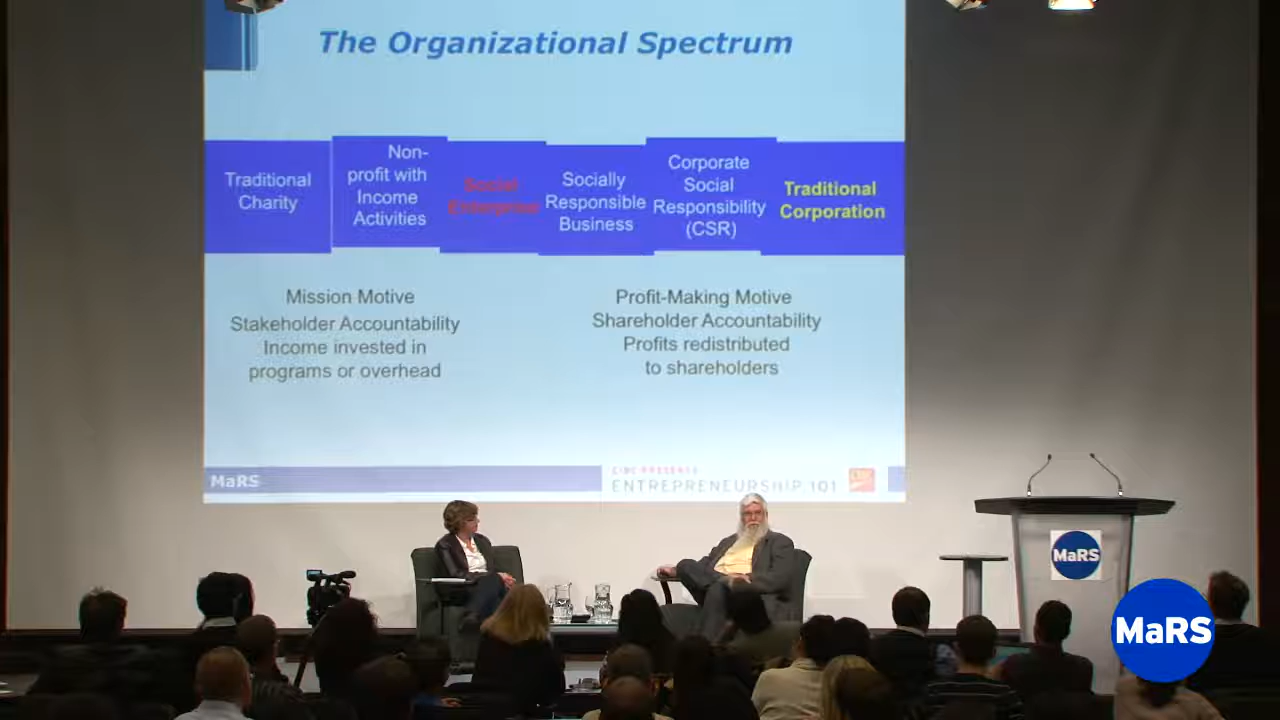 The Organizational Spectrum
Traditional
Charity
Non-
profit with
Income
Activities
Social
Enterprise
Socially
Responsible
Business
Corporate
Social
Responsibility
(CSR)
Traditional
Corporation
Mission Motive
Stakeholder Accountability
Income invested in
programs or overhead
Profit-Making Motive
Shareholder Accountability
Profits redistributed
to shareholders
MaRS
CIBC PRESENTS
ENTREPRENEURSHIP 101
MaRS
MaRS